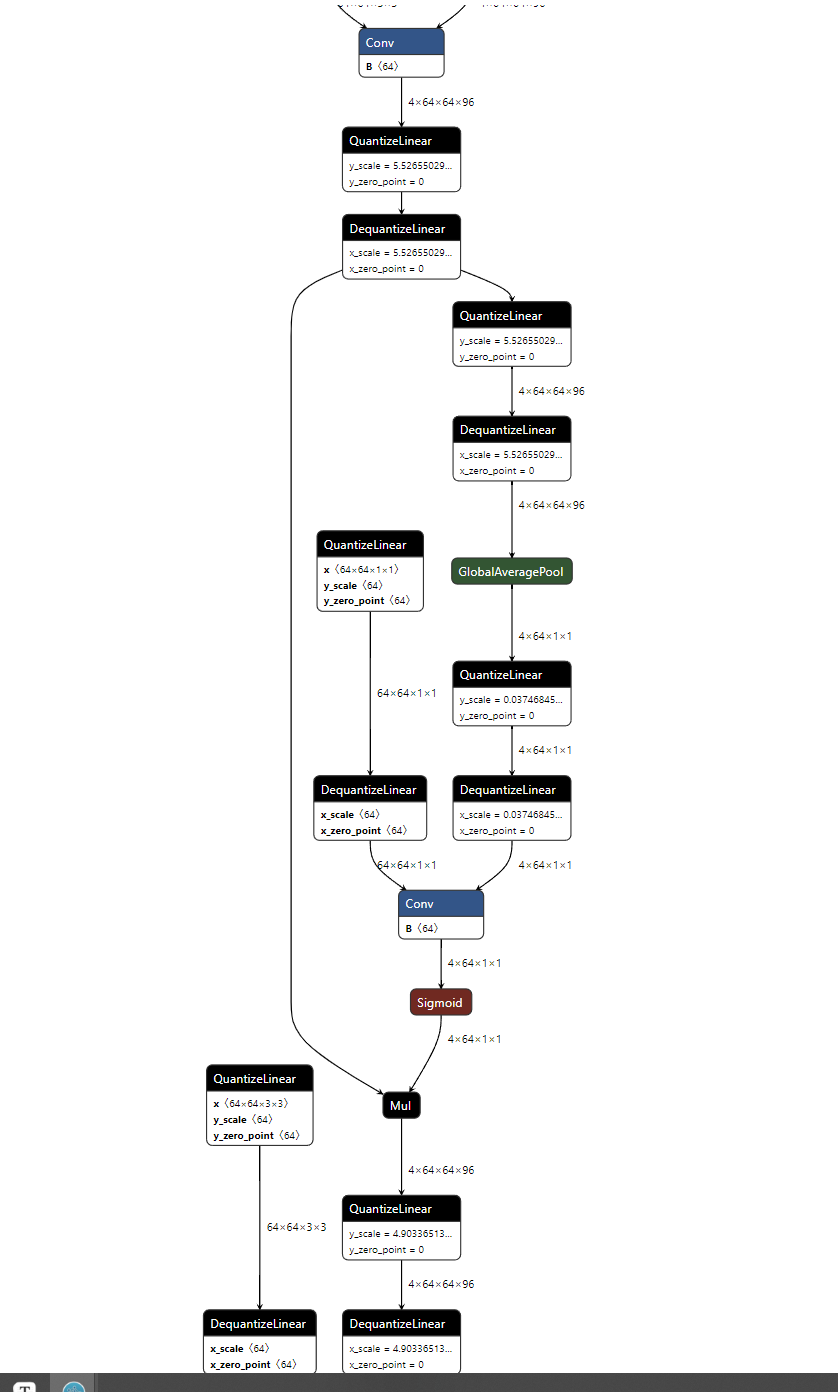 Conv
B 〈64〉
4×64×64×96
QuantizeLinear
y_scale = 5.52655029...
y_zero_point = 0
DequantizeLinear
x_scale = 5.52655029...
x_zero_point = 0
QuantizeLinear
y_scale = 5.52655029...
y_zero_point = 0
4×64×64×96
DequantizeLinear
x_scale = 5.52655029...
x_zero_point = 0
4×64×64×96
QuantizeLinear
x 〈64×64×1×1〉
y_scale 〈64〉
y_zero_point 〈64〉
GlobalAveragePool
4×64×1×1
QuantizeLinear
y_scale = 0.03746845...
y_zero_point = 0
64×64×1×1
4×64×1×1
DequantizeLinear
x_scale 〈64〉
x_zero_point 〈64〉
DequantizeLinear
x_scale = 0.03746845...
x_zero_point = 0
64×64×1×1
4×64×1×1
Conv
B 〈64〉
4×64×1×1
Sigmoid
4×64×1×1
QuantizeLinear
x 〈64×64×3×3〉
y_scale 〈64〉
y_zero_point 〈64〉
Mul
4×64×64×96
QuantizeLinear
y_scale = 4.90336513...
y_zero_point = 0
64×64×3×3
4×64×64×96
DequantizeLinear
x_scale 〈64〉
x_zero_point 〈64〉
DequantizeLinear
x_scale = 4.90336513...
x_zero_point = 0
T